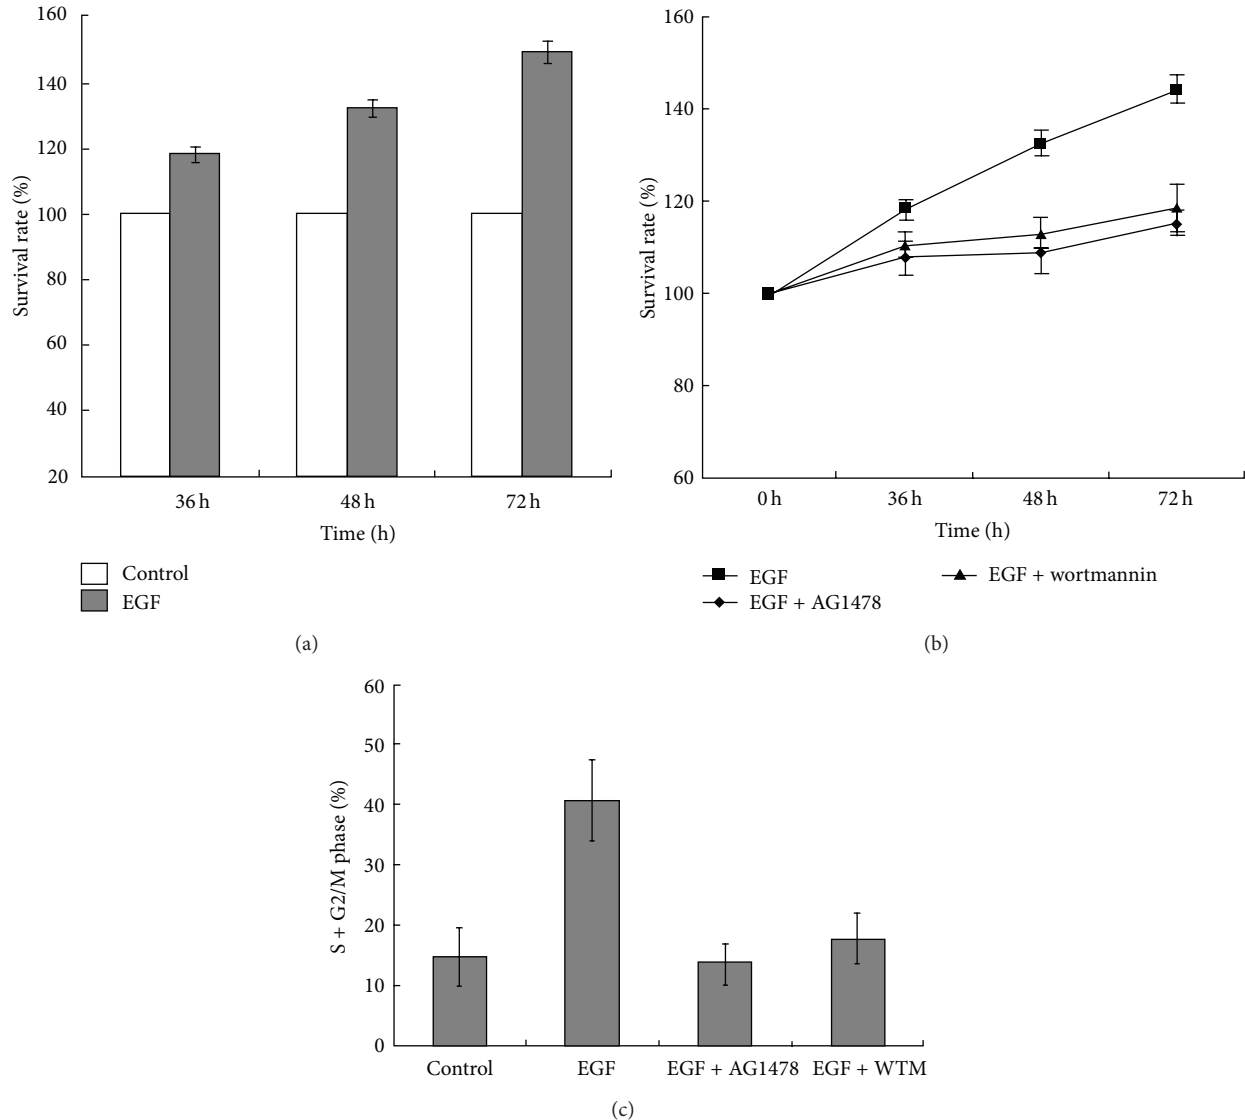 160
140
120
100
80
60
40
20
Survival rate (%)
36 h
48 h
72 h
Time (h)
Control
EGF
(a)
160
140
120
100
80
60
Survival rate (%)
0 h
36 h
48 h
72 h
Time (h)
EGF
EGF + AG1478
EGF + wortmannin
(b)
60
50
40
30
20
10
0
S + G2/M phase (%)
Control
EGF
EGF + AG1478
EGF + WTM
(c)